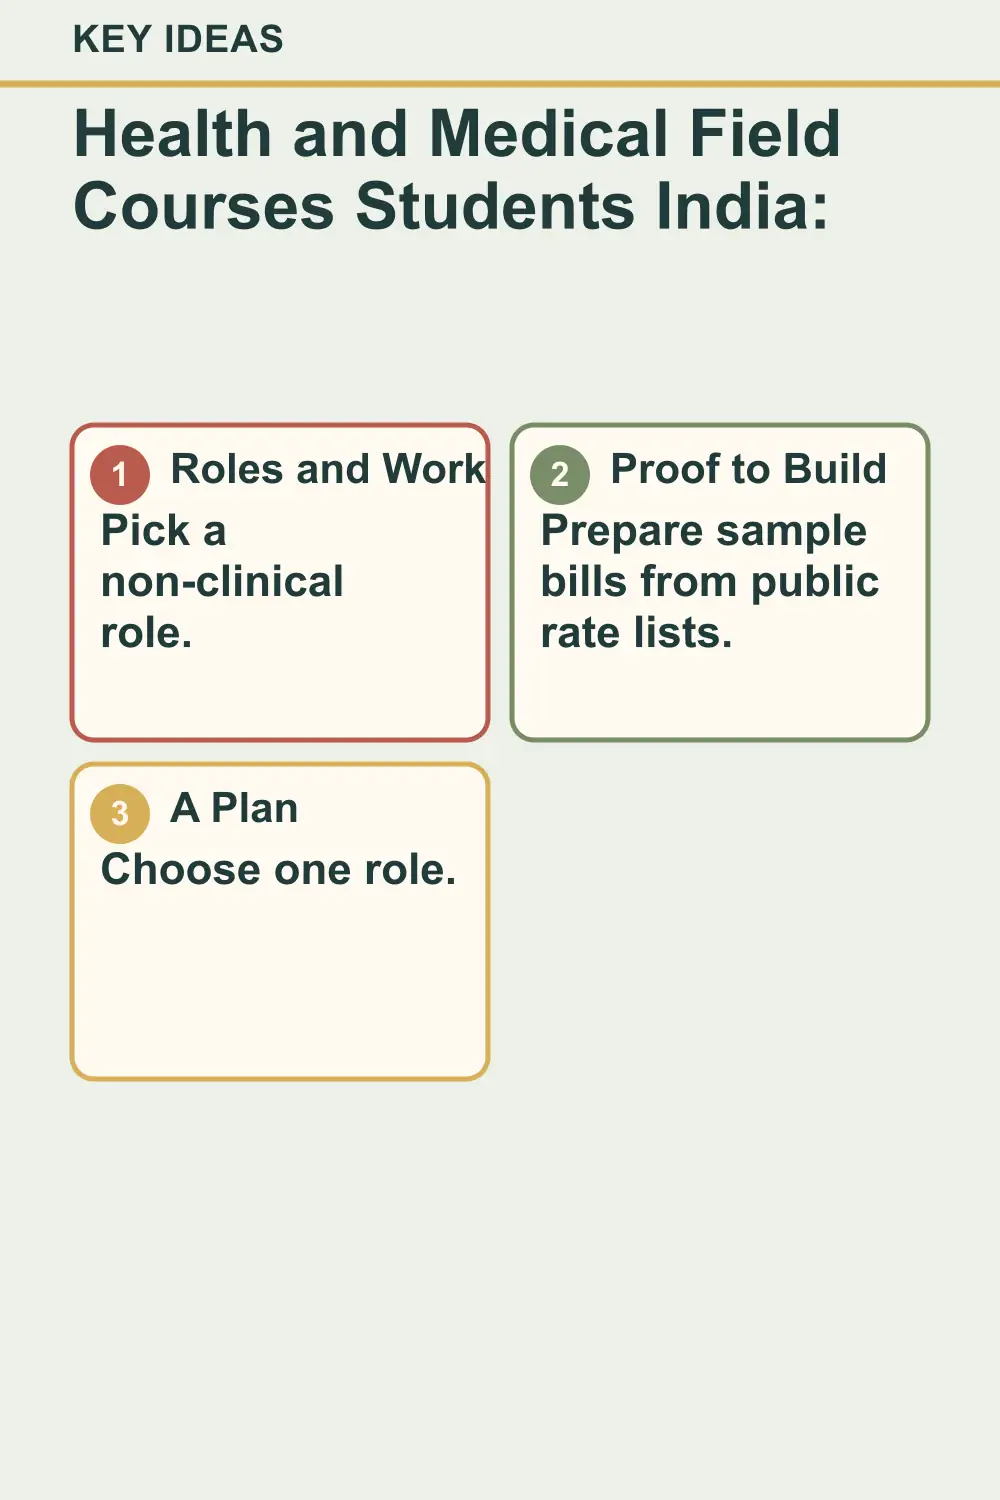 KEY IDEAS
Health and Medical Field
Courses Students India:
1 Roles and Work
Pick a
non-clinical
role.
2 Proof to Build
Prepare sample
bills from public
rate lists.
3 A Plan
Choose one role.